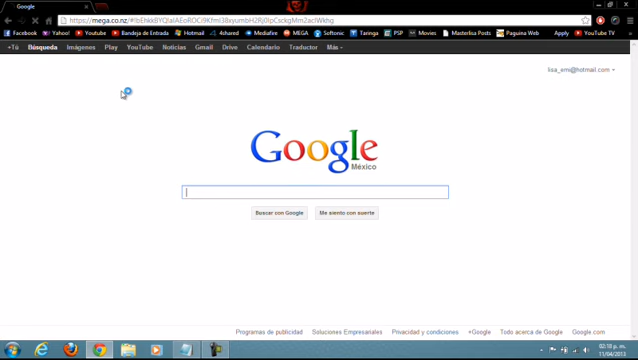 Google
https://mega.co.nz/
Facebook Yahoo! Youtube Bandeja de Entrada Hotmail 4shared Mediafire MEGA Softonic Taringa PSP Movies Masterlisa Posts Paguina Web Apply YouTube TV
+Tú Búsqueda Imágenes Play YouTube Noticias Gmail Drive Calendario Traductor Más
lisa_emi@hotmail.com
Google
México
Buscar con Google Me siento con suerte
Programas de publicidad Soluciones Empresariales Privacidad y condiciones +Google Todo acerca de Google Google.com
02:18 p. m.
11/04/2013